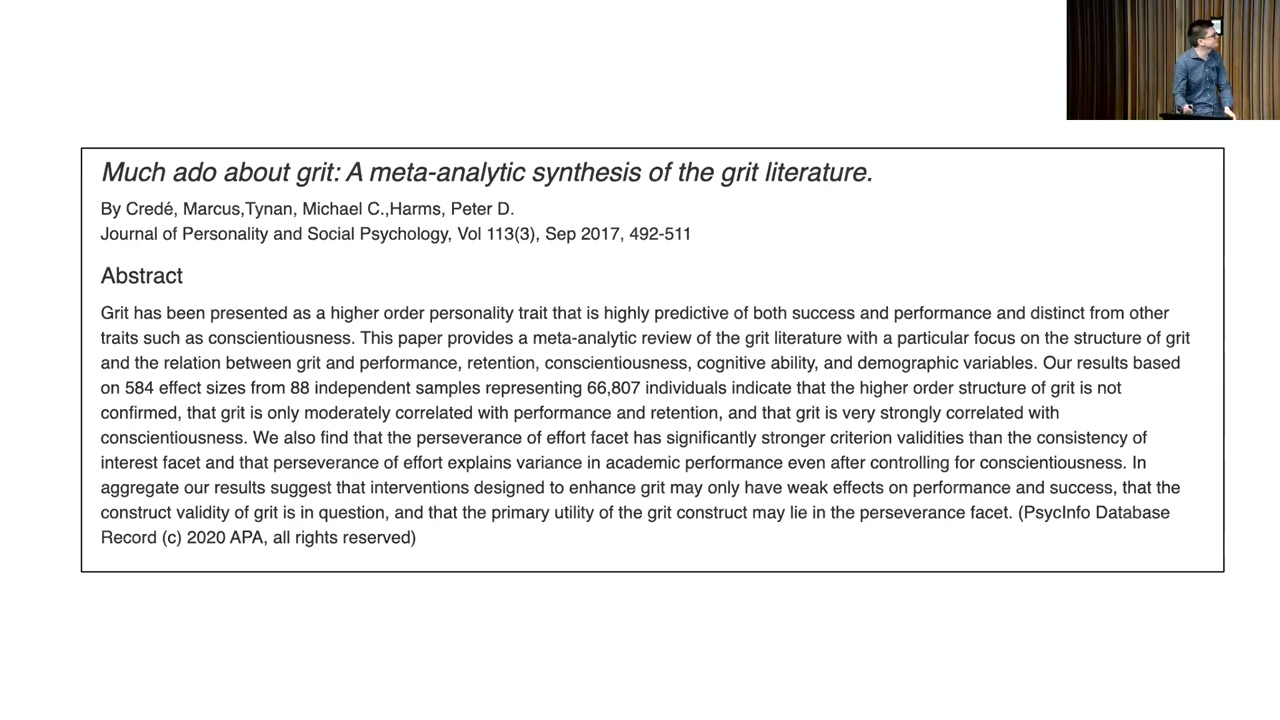 Much ado about grit: A meta-analytic synthesis of the grit literature.
By Credé, Marcus,Tynan, Michael C.,Harms, Peter D.
Journal of Personality and Social Psychology, Vol 113(3), Sep 2017, 492-511
Abstract
Grit has been presented as a higher order personality trait that is highly predictive of both success and performance and distinct from other
traits such as conscientiousness. This paper provides a meta-analytic review of the grit literature with a particular focus on the structure of grit
and the relation between grit and performance, retention, conscientiousness, cognitive ability, and demographic variables. Our results based
on 584 effect sizes from 88 independent samples representing 66,807 individuals indicate that the higher order structure of grit is not
confirmed, that grit is only moderately correlated with performance and retention, and that grit is very strongly correlated with
conscientiousness. We also find that the perseverance of effort facet has significantly stronger criterion validities than the consistency of
interest facet and that perseverance of effort explains variance in academic performance even after controlling for conscientiousness. In
aggregate our results suggest that interventions designed to enhance grit may only have weak effects on performance and success, that the
construct validity of grit is in question, and that the primary utility of the grit construct may lie in the perseverance facet. (PsycInfo Database
Record (c) 2020 APA, all rights reserved)